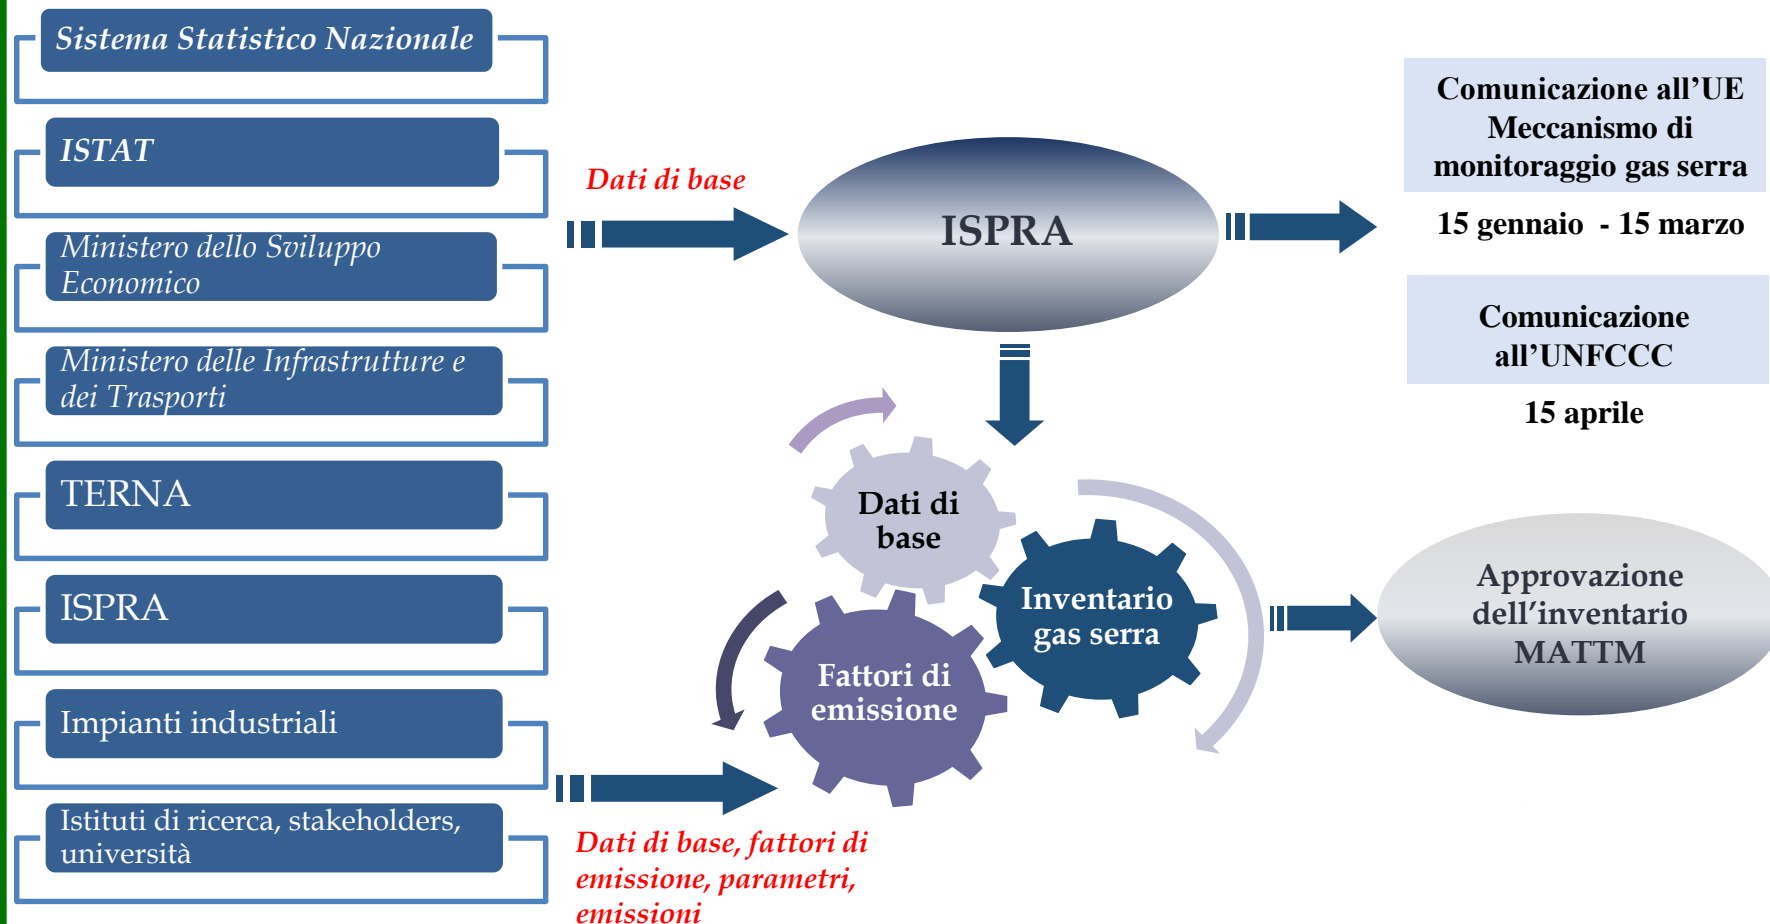 Sistema Statistico Nazionale
ISTAT
Ministero dello Sviluppo
Economico
Ministero delle Infrastrutture e
dei Trasporti
TERNA
ISPRA
Impianti industriali
Istituti di ricerca, stakeholders,
università
Dati di base
ISPRA
Dati di
base
Inventario
gas serra
Fattori di
emissione
Dati di base, fattori di
emissione, parametri,
emissioni
Comunicazione all’UE
Meccanismo di
monitoraggio gas serra
15 gennaio - 15 marzo
Comunicazione
all’UNFCCC
15 aprile
Approvazione
dell’inventario
MATTM